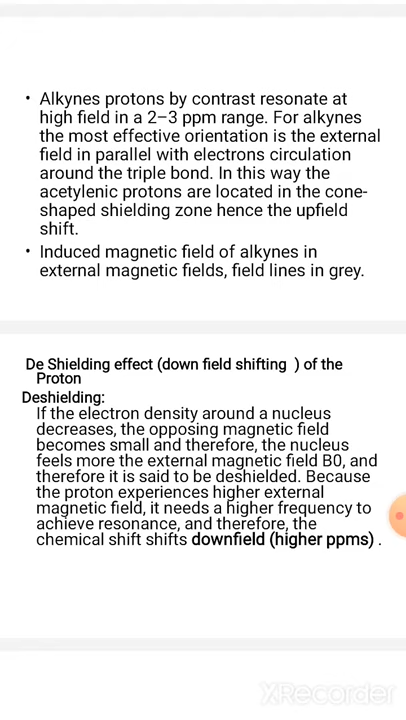 • Alkynes protons by contrast resonate at
high field in a 2–3 ppm range. For alkynes
the most effective orientation is the external
field in parallel with electrons circulation
around the triple bond. In this way the
acetylenic protons are located in the cone-
shaped shielding zone hence the upfield
shift.
• Induced magnetic field of alkynes in
external magnetic fields, field lines in grey.
De Shielding effect (down field shifting ) of the
Proton
Deshielding:
If the electron density around a nucleus
decreases, the opposing magnetic field
becomes small and therefore, the nucleus
feels more the external magnetic field B0, and
therefore it is said to be deshielded. Because
the proton experiences higher external
magnetic field, it needs a higher frequency to
achieve resonance, and therefore, the
chemical shift shifts downfield (higher ppms) .
XRecorder